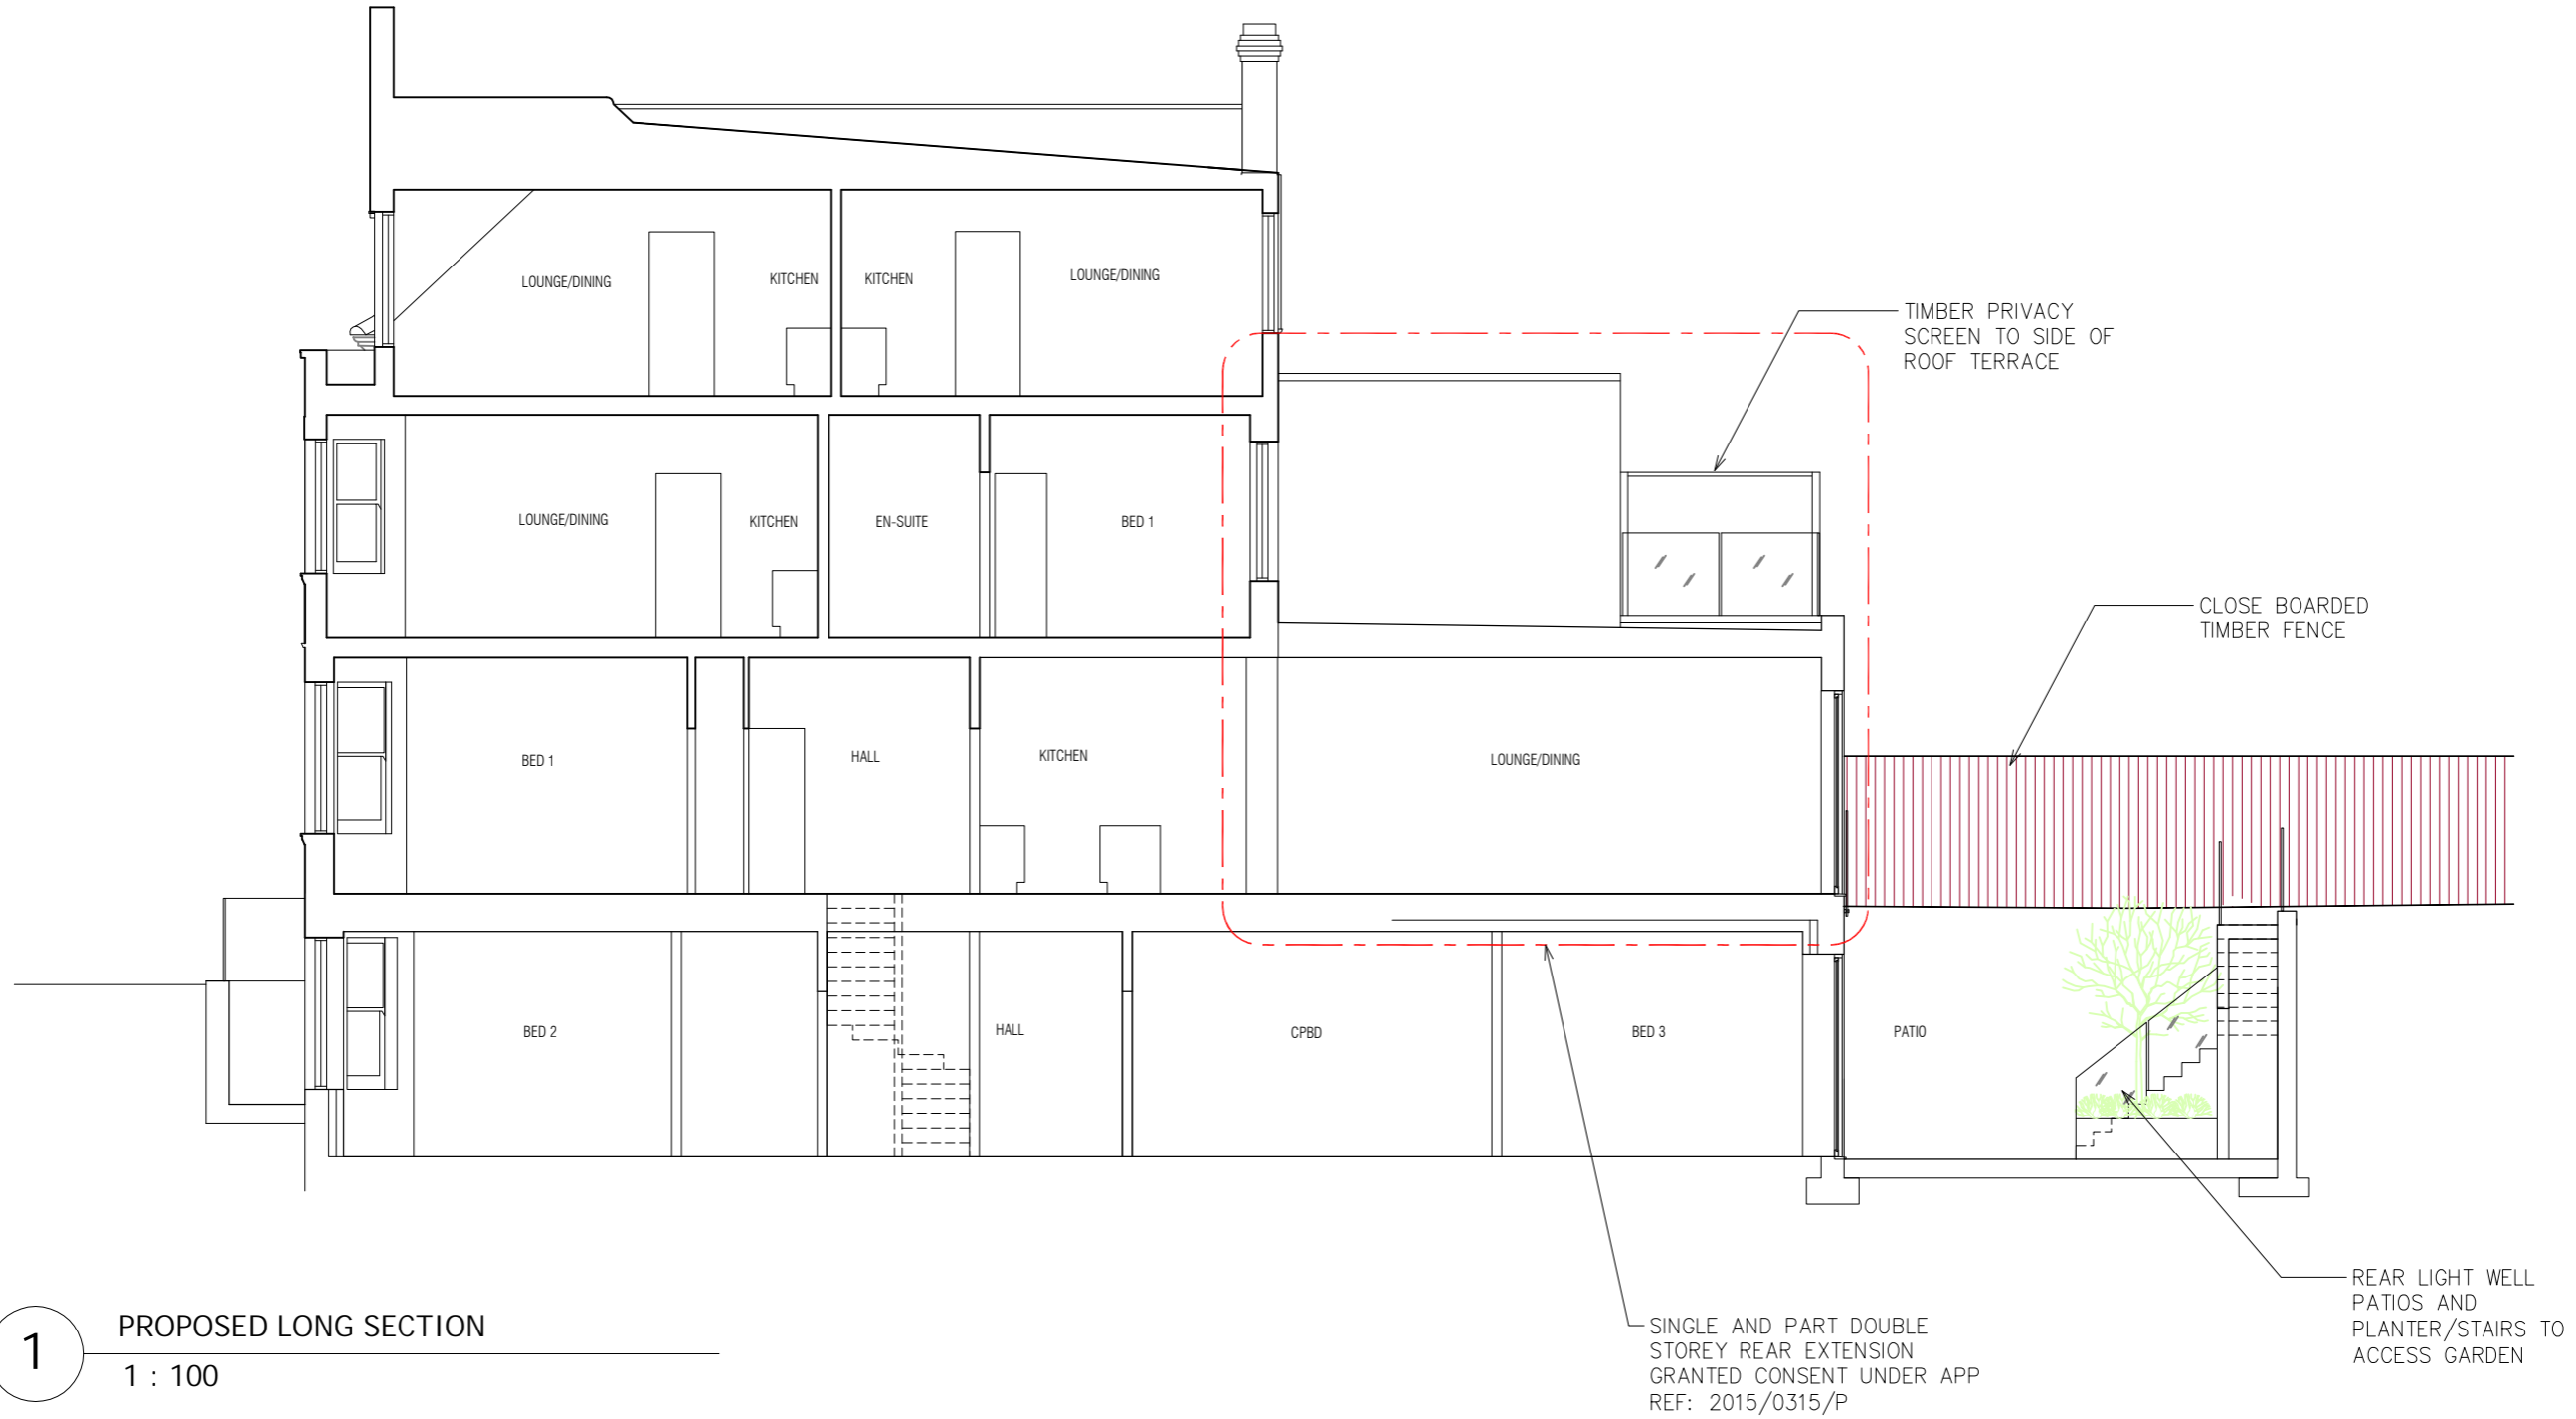 LOUNGE/DINING
KITCHEN
KITCHEN
LOUNGE/DINING
TIMBER PRIVACY
SCREEN TO SIDE OF
ROOF TERRACE
LOUNGE/DINING
KITCHEN
EN-SUITE
BED 1
CLOSE BOARDED
TIMBER FENCE
BED 1
HALL
KITCHEN
LOUNGE/DINING
BED 2
HALL
CPBD
BED 3
PATIO
REAR LIGHT WELL
PATIOS AND
PLANTER/STAIRS TO
ACCESS GARDEN
SINGLE AND PART DOUBLE
STOREY REAR EXTENSION
GRANTED CONSENT UNDER APP
REF: 2015/0315/P
1
PROPOSED LONG SECTION
1 : 100